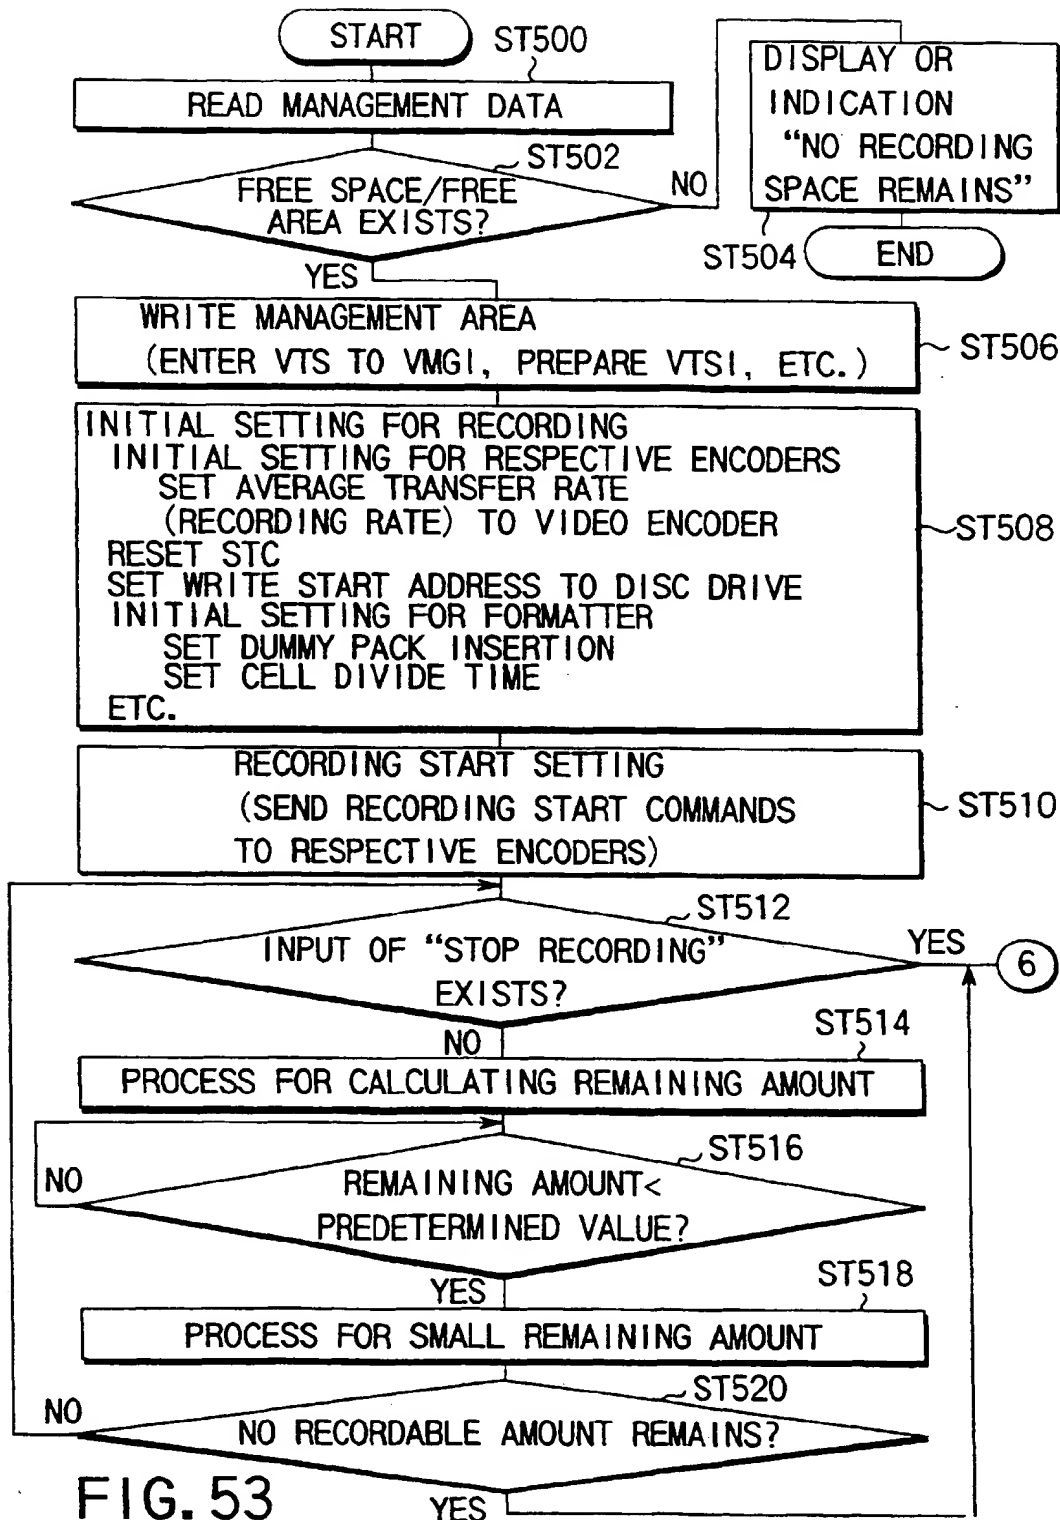 START
ST500
READ MANAGEMENT DATA
ST502
FREE SPACE/FREE
AREA EXISTS?
NO
DISPLAY OR
INDICATION
“NO RECORDING
SPACE REMAINS”
ST504
END
YES
WRITE MANAGEMENT AREA
(ENTER VTS TO VMGI, PREPARE VTSI, ETC.)
ST506
INITIAL SETTING FOR RECORDING
INITIAL SETTING FOR RESPECTIVE ENCODERS
SET AVERAGE TRANSFER RATE
(RECORDING RATE) TO VIDEO ENCODER
RESET STC
SET WRITE START ADDRESS TO DISC DRIVE
INITIAL SETTING FOR FORMATTER
SET DUMMY PACK INSERTION
SET CELL DIVIDE TIME
ETC.
ST508
RECORDING START SETTING
(SEND RECORDING START COMMANDS
TO RESPECTIVE ENCODERS)
ST510
ST512
INPUT OF “STOP RECORDING”
EXISTS?
YES
6
NO
ST514
PROCESS FOR CALCULATING REMAINING AMOUNT
ST516
NO
REMAINING AMOUNT<
PREDETERMINED VALUE?
YES
ST518
PROCESS FOR SMALL REMAINING AMOUNT
ST520
NO
NO RECORDABLE AMOUNT REMAINS?
YES
FIG. 53